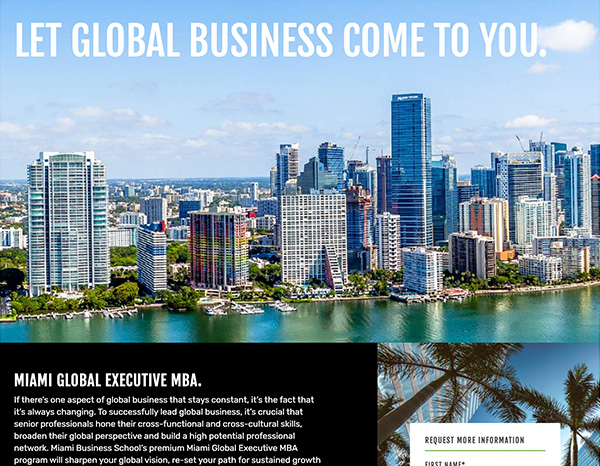 LET GLOBAL BUSINESS COME TO YOU.
MIAMI GLOBAL EXECUTIVE MBA.
If there's one aspect of global business that stays constant, it's the fact that
it's always changing. To successfully lead global business, it's crucial that
senior professionals hone their cross-functional and cross-cultural skills,
broaden their global perspective and build a high potential professional
network. Miami Business School's premium Miami Global Executive MBA
program will sharpen your global vision, re-set your path for sustained growth
REQUEST MORE INFORMATION
FIRST NAME*